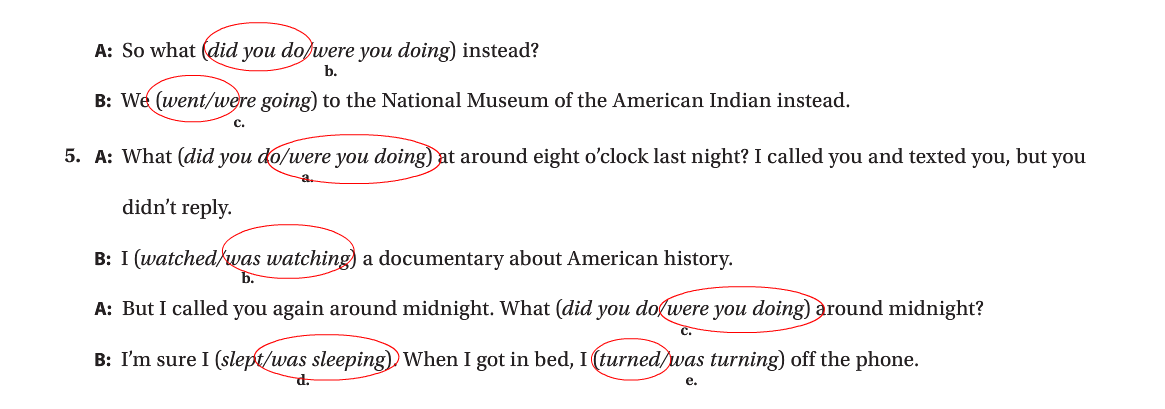 A: So what (did you do/were you doing) instead?
b.
B: We (went/were going) to the National Museum of the American Indian instead.
c.
5. A: What (did you do/were you doing) at around eight o’clock last night? I called you and texted you, but you
a.
didn’t reply.
B: I (watched/was watching) a documentary about American history.
b.
A: But I called you again around midnight. What (did you do/were you doing) around midnight?
c.
B: I’m sure I (slept/was sleeping). When I got in bed, I (turned/was turning) off the phone.
d. e.